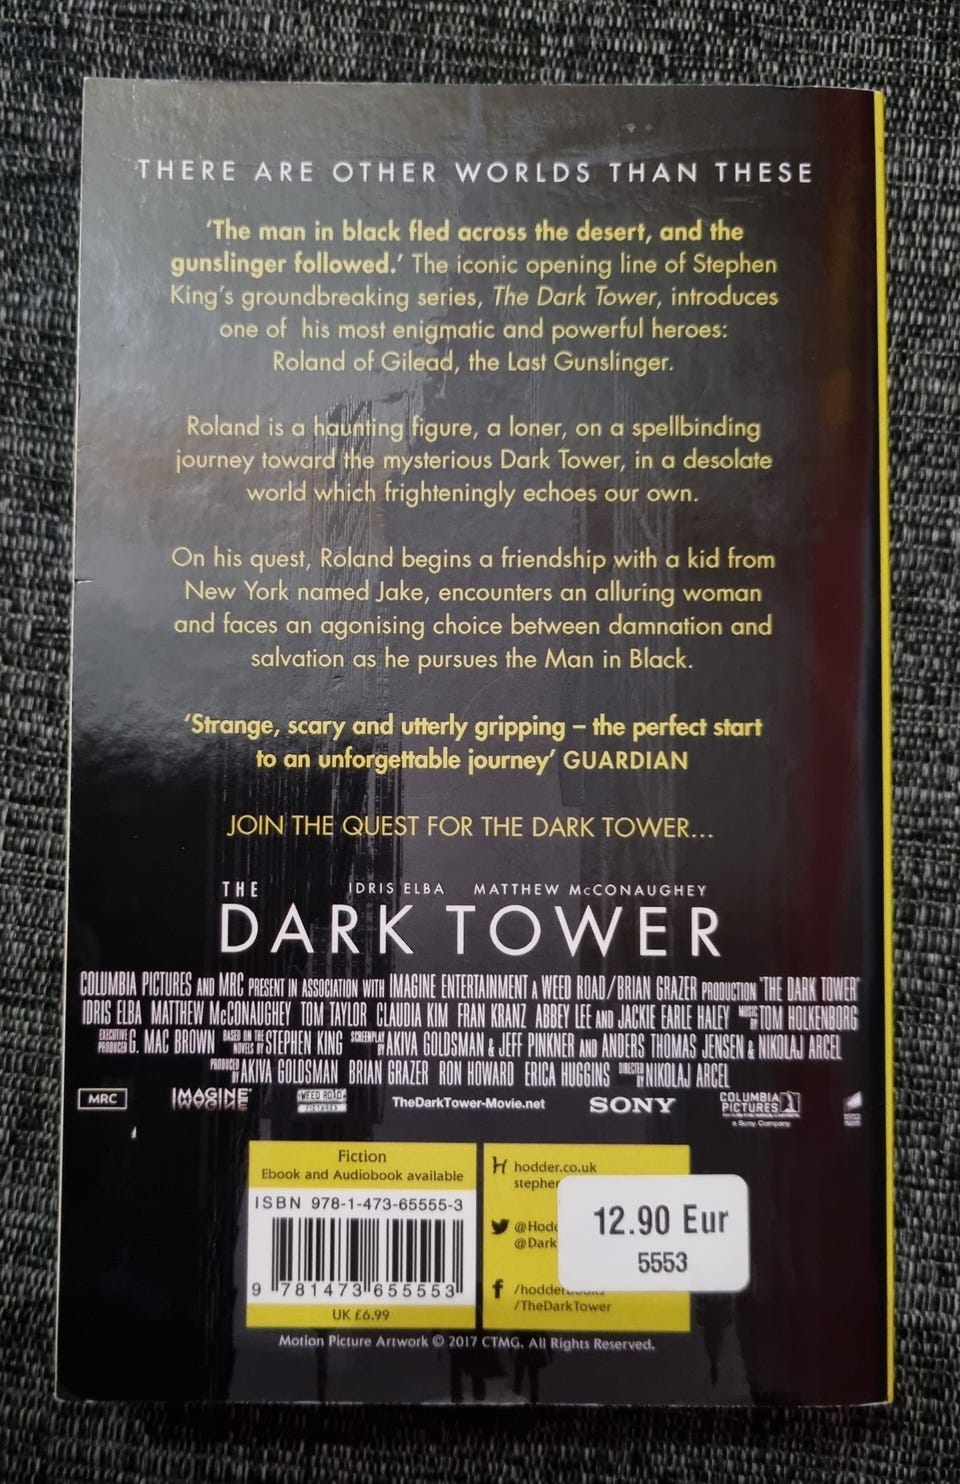 THERE ARE OTHER WORLDS THAN THESE
‘The man in black fled across the desert, and the
gunslinger followed.’ The iconic opening line of Stephen
King’s groundbreaking series, The Dark Tower, introduces
one of his most enigmatic and powerful heroes:
Roland of Gilead, the Last Gunslinger.
Roland is a haunting figure, a loner, on a spellbinding
journey toward the mysterious Dark Tower, in a desolate
world which frighteningly echoes our own.
On his quest, Roland begins a friendship with a kid from
New York named Jake, encounters an alluring woman
and faces an agonising choice between damnation and
salvation as he pursues the Man in Black.
‘Strange, scary and utterly gripping – the perfect start
to an unforgettable journey’ GUARDIAN
JOIN THE QUEST FOR THE DARK TOWER...
THE IDRIS ELBA MATTHEW McCONAUGHEY
DARK TOWER
COLUMBIA PICTURES AND MRC PRESENT IN ASSOCIATION WITH IMAGINE ENTERTAINMENT A WEED ROAD/BRIAN GRAZER PRODUCTION "THE DARK TOWER"
IDRIS ELBA MATTHEW McCONAUGHEY TOM TAYLOR CLAUDIA KIM FRAN KRANZ ABBEY LEE AND JACKIE EARLE HALEY MUSIC BY TOM HOLKENBORG
EXECUTIVE PRODUCER G. MAC BROWN BASED ON THE NOVELS BY STEPHEN KING SCREENPLAY BY AKIVA GOLDSMAN & JEFF PINKNER AND ANDERS THOMAS JENSEN & NIKOLAJ ARCEL
PRODUCED BY AKIVA GOLDSMAN BRIAN GRAZER RON HOWARD ERICA HUGGINS DIRECTED BY NIKOLAJ ARCEL
MRC IMAGINE WEED ROAD PICTURES TheDarkTower-Movie.net SONY COLUMBIA PICTURES
a Sony Company
Fiction
Ebook and Audiobook available
ISBN 978-1-473-65555-3
9 781473 655553
UK £6.99
hodder.co.uk
stephen
@Hodd
@Dark
/hodderbooks
/TheDarkTower
12.90 Eur
5553
Motion Picture Artwork © 2017 CTMG. All Rights Reserved.